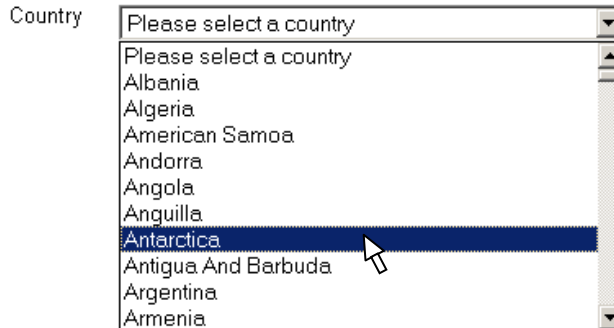 Country
Please select a country
Please select a country
Albania
Algeria
American Samoa
Andorra
Angola
Anguilla
Antarctica
Antigua And Barbuda
Argentina
Armenia